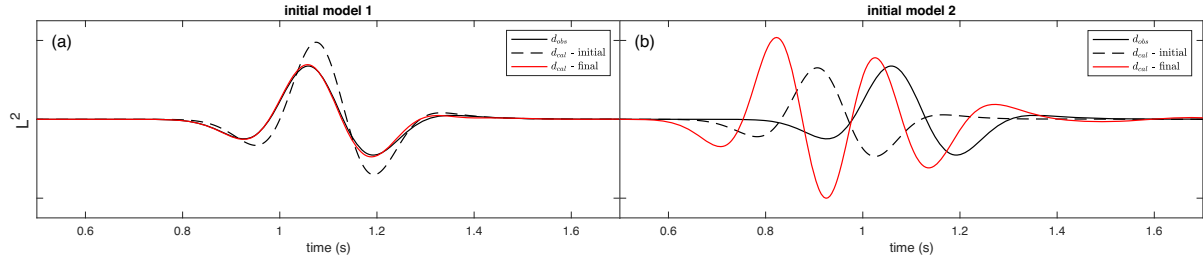 initial model 1
(a)
d_obs
d_cal - initial
d_cal - final
L²
0.6 0.8 1 1.2 1.4 1.6
time (s)
initial model 2
(b)
d_obs
d_cal - initial
d_cal - final
0.6 0.8 1 1.2 1.4 1.6
time (s)